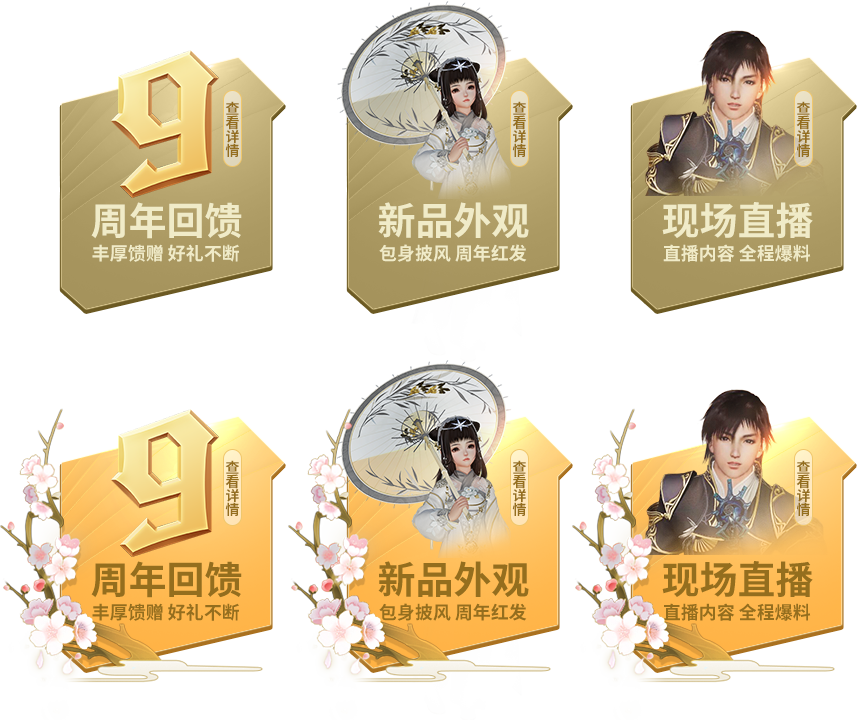 9
查看详情
周年回馈
丰厚馈赠 好礼不断
查看详情
新品外观
包身披风 周年红发
查看详情
现场直播
直播内容 全程爆料
9
查看详情
周年回馈
丰厚馈赠 好礼不断
查看详情
新品外观
包身披风 周年红发
查看详情
现场直播
直播内容 全程爆料